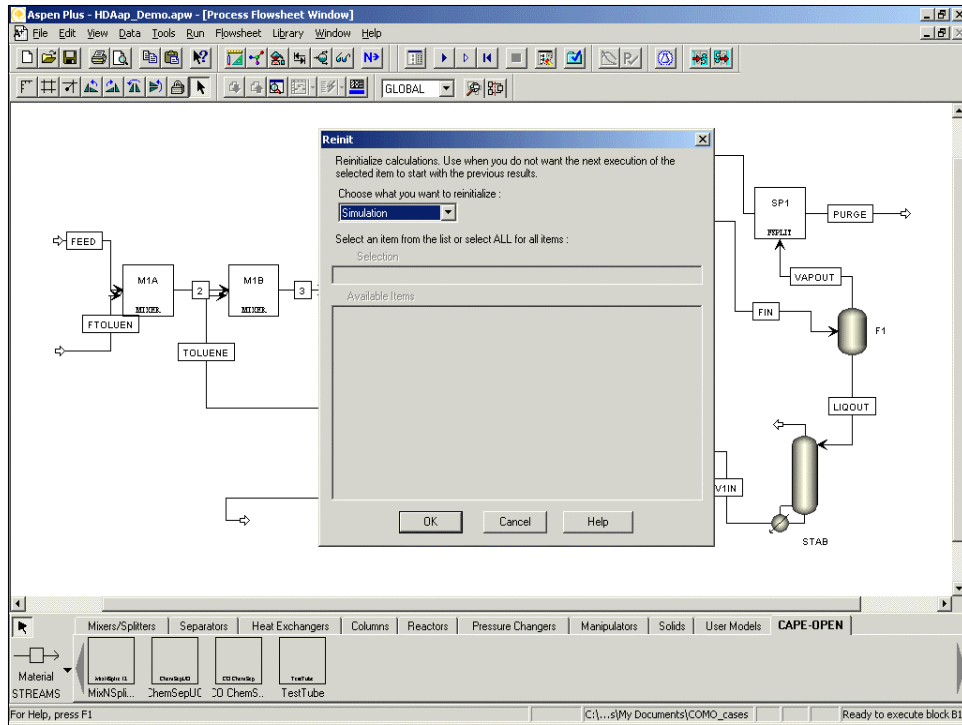 Aspen Plus - HDAap_Demo.apw - [Process Flowsheet Window]
File Edit View Data Tools Run Flowsheet Library Window Help
N>
GLOBAL
Reinit
Reinitialize calculations. Use when you do not want the next execution of the
selected item to start with the previous results.
Choose what you want to reinitialize :
Simulation
Select an item from the list or select ALL for all items :
Selection
Available Items
OK Cancel Help
FEED
M1A
MIXER
2
M1B
MIXER
3
FTOLUEN
TOLUENE
SP1
FSPLIT
PURGE
VAPOUT
FIN
F1
LIQOUT
V1IN
STAB
Mixers/Splitters Separators Heat Exchangers Columns Reactors Pressure Changers Manipulators Solids User Models CAPE-OPEN
Material
STREAMS
ChemSepUO
CO ChemSep
TestTube
MixNSpli... ChemSepUO CO ChemS.. TestTube
For Help, press F1
C:\...s\My Documents\COMO_cases
Ready to execute block B1